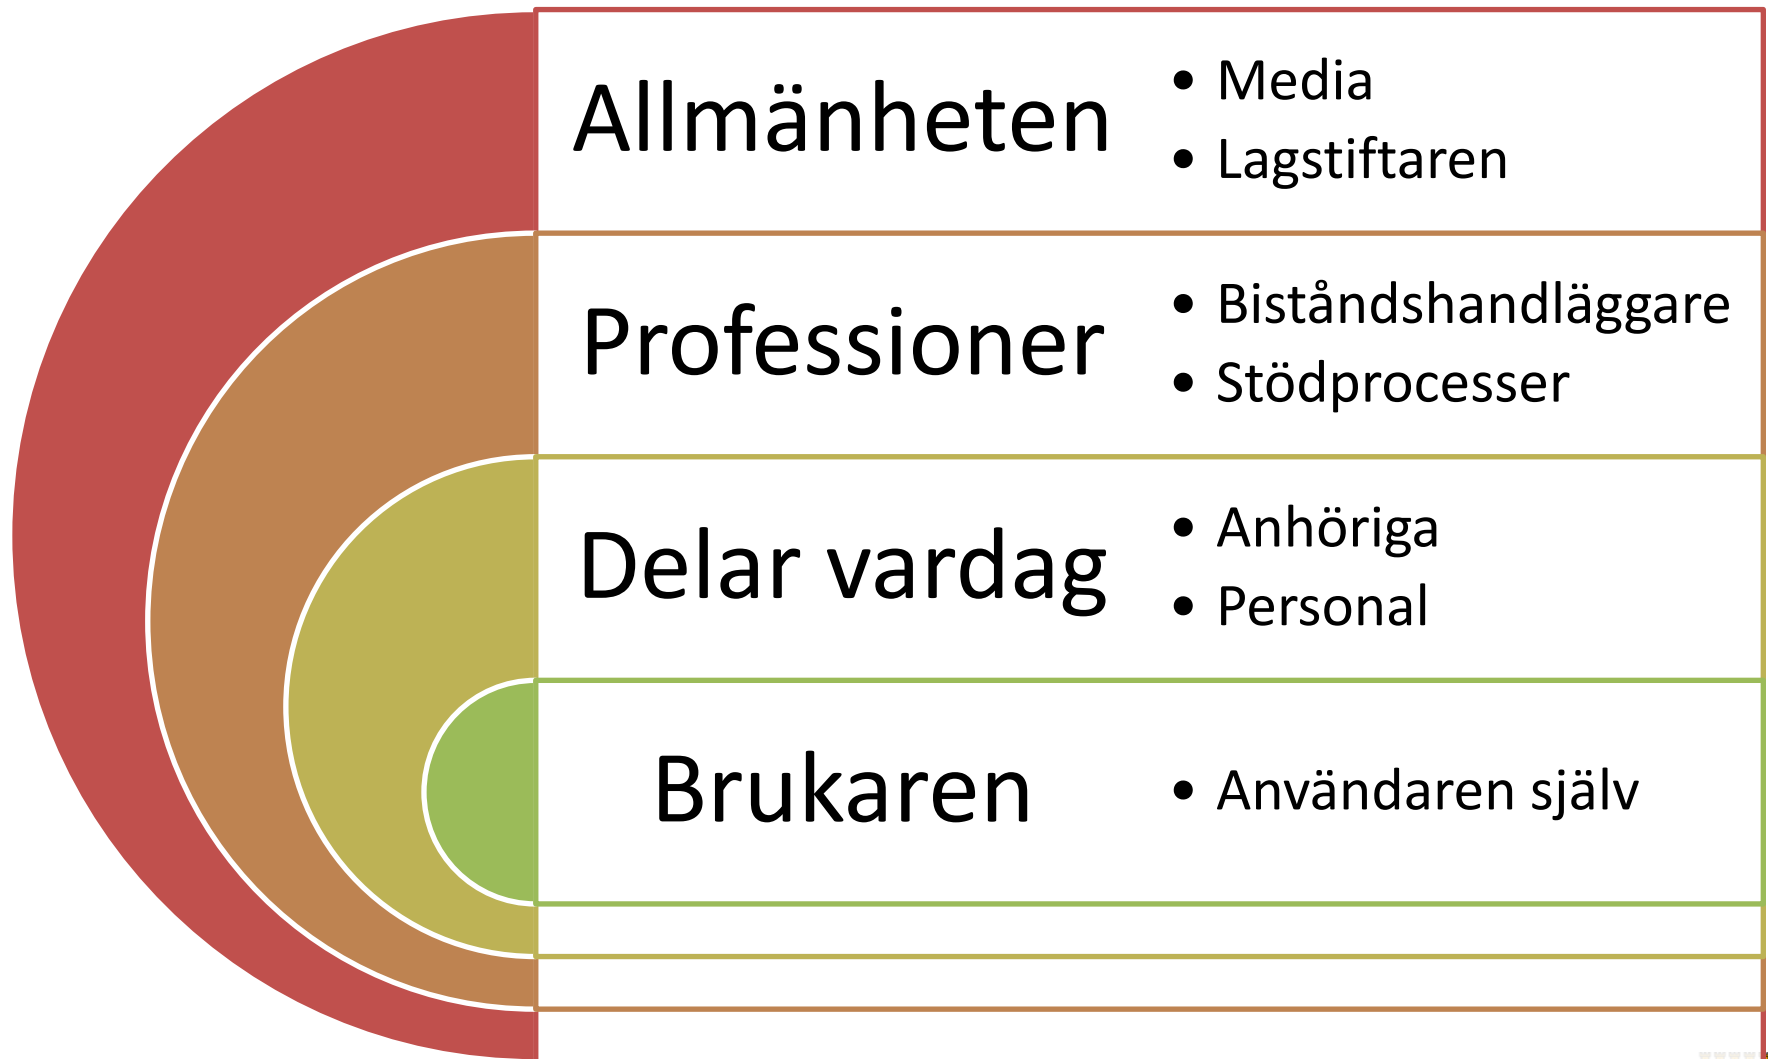 Allmänheten
• Media
• Lagstiftaren
Professioner
• Biståndshandläggare
• Stödprocesser
Delar vardag
• Anhöriga
• Personal
Brukaren
• Användaren själv